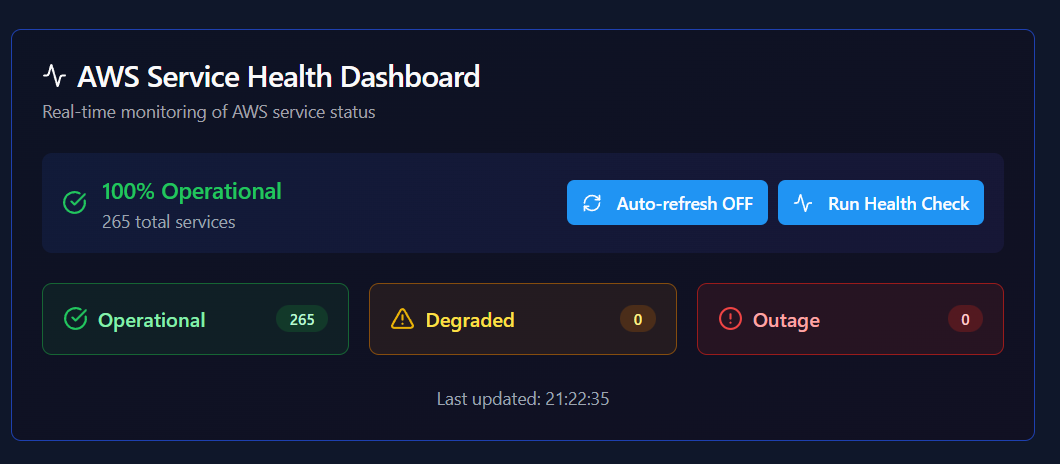 AWS Service Health Dashboard
Real-time monitoring of AWS service status
100% Operational
265 total services
Auto-refresh OFF
Run Health Check
Operational 265
Degraded 0
Outage 0
Last updated: 21:22:35